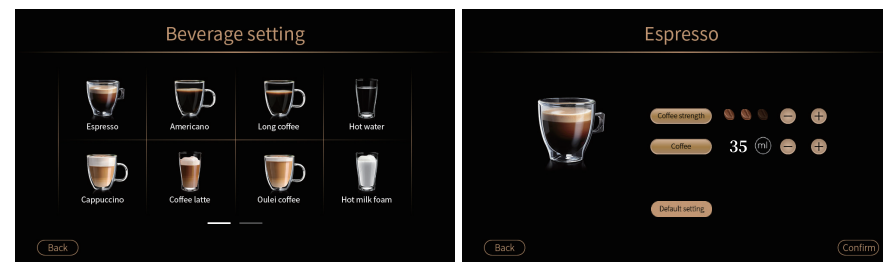 Beverage setting
Espresso
Americano
Long coffee
Hot water
Cappuccino
Coffee latte
Oulei coffee
Hot milk foam
Back
Espresso
Coffee strength
Coffee
35 ml
Default setting
Back
Confirm